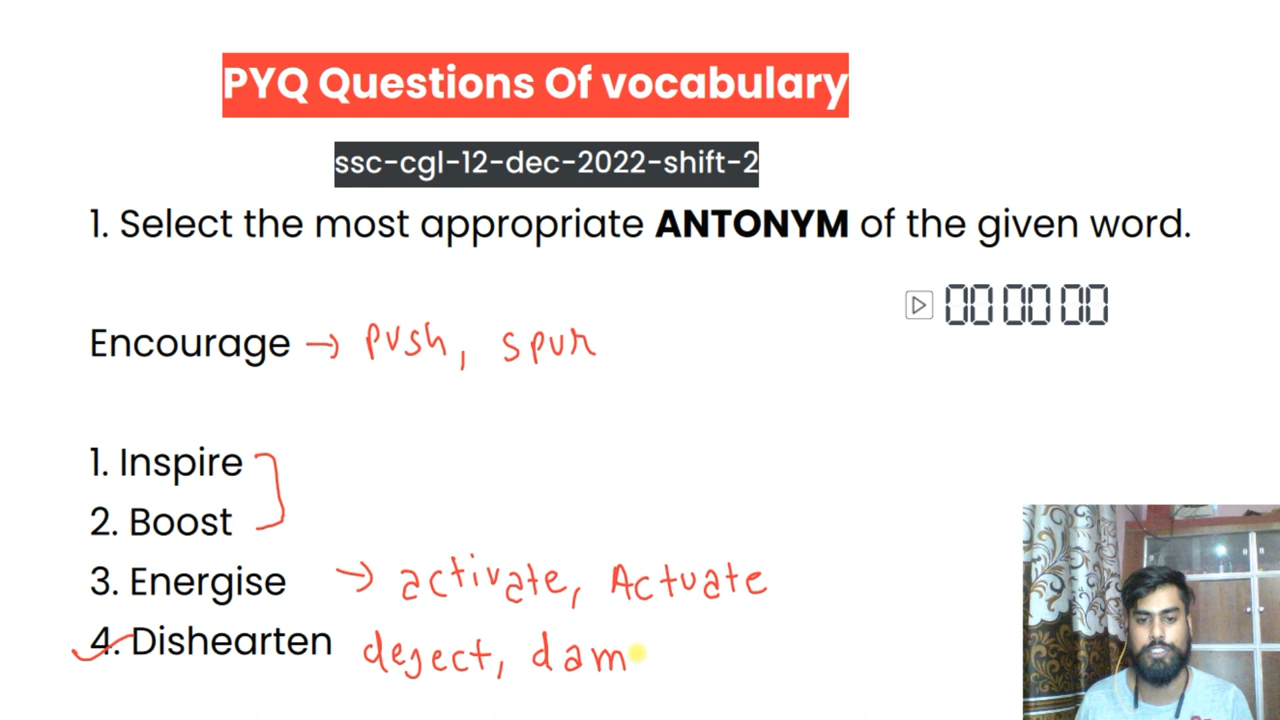 PYQ Questions Of vocabulary
ssc-cgl-12-dec-2022-shift-2
1. Select the most appropriate ANTONYM of the given word.
00 00 00
Encourage → push, spur
1. Inspire
2. Boost
3. Energise → activate, Actuate
4. Dishearten deject, dam